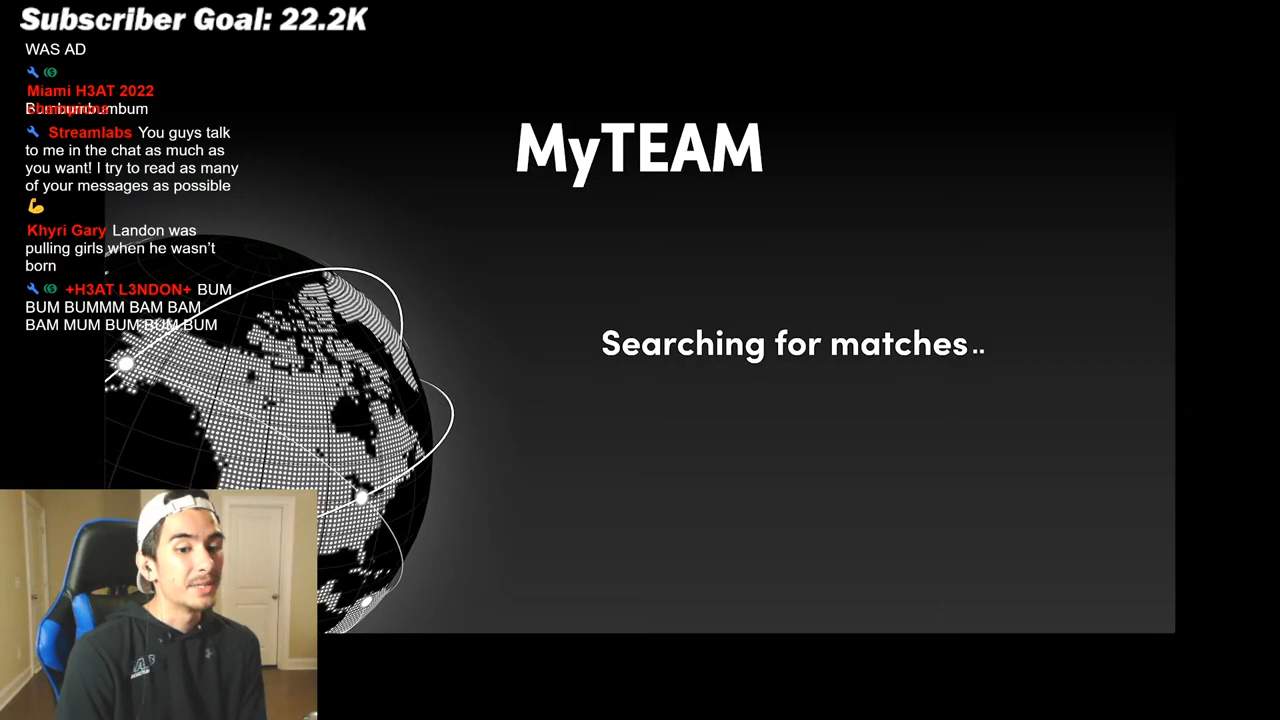 Subscriber Goal: 22.2K
WAS AD
Miami H3AT 2022
MyTEAM
Streamlabs You guys talk
to me in the chat as much as
you want! I try to read as many
of your messages as possible
💪
Khyri Gary Landon was
pulling girls when he wasn't
born
+H3AT L3NDON+ BUM
BUM BUMMM BAM BAM
BAM MUM BUM BUM BUM
Searching for matches..